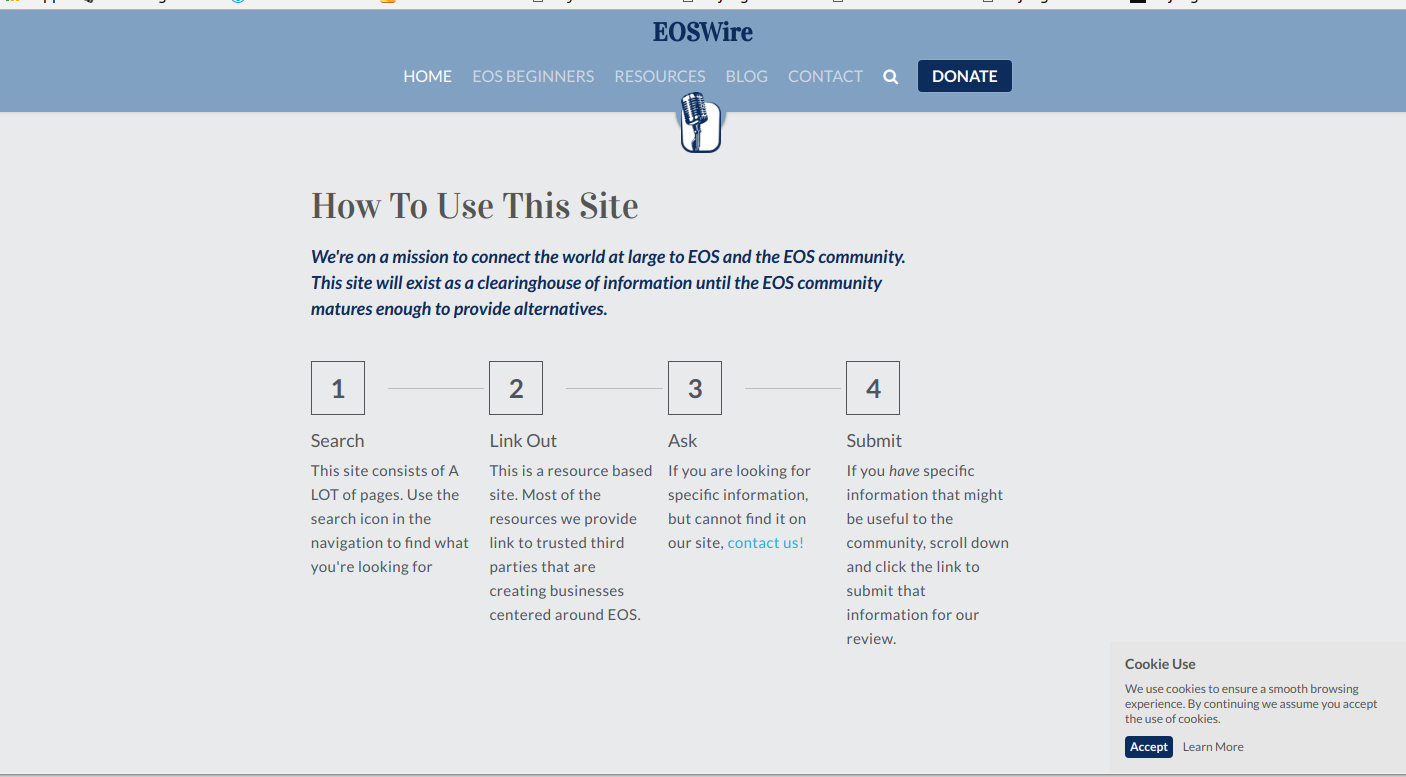 EOSWire
HOME EOS BEGINNERS RESOURCES BLOG CONTACT DONATE
How To Use This Site
We're on a mission to connect the world at large to EOS and the EOS community.
This site will exist as a clearinghouse of information until the EOS community
matures enough to provide alternatives.
1
Search
This site consists of A
LOT of pages. Use the
search icon in the
navigation to find what
you're looking for
2
Link Out
This is a resource based
site. Most of the
resources we provide
link to trusted third
parties that are
creating businesses
centered around EOS.
3
Ask
If you are looking for
specific information,
but cannot find it on
our site, contact us!
4
Submit
If you have specific
information that might
be useful to the
community, scroll down
and click the link to
submit that
information for our
review.
Cookie Use
We use cookies to ensure a smooth browsing
experience. By continuing we assume you accept
the use of cookies.
Accept Learn More